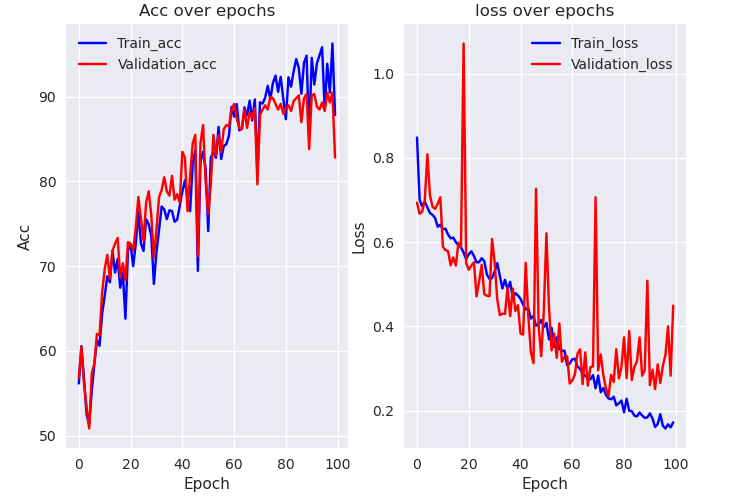 Acc over epochs
Train_acc
Validation_acc
90
80
70
60
50
Acc
0 20 40 60 80 100
Epoch
loss over epochs
Train_loss
Validation_loss
1.0
0.8
0.6
0.4
0.2
Loss
0 20 40 60 80 100
Epoch